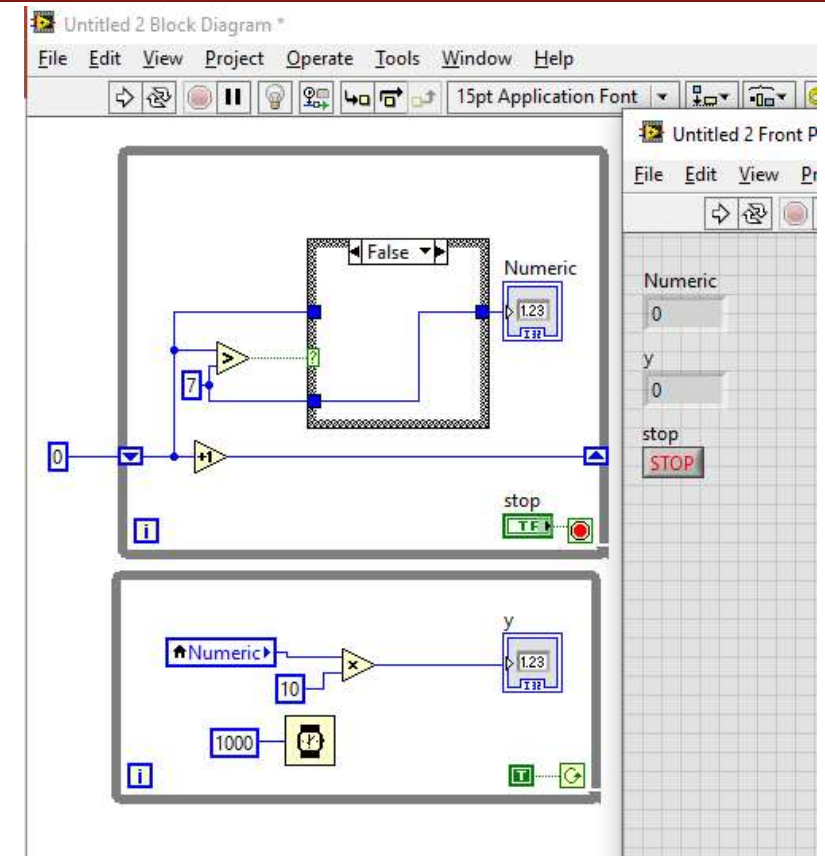 Untitled 2 Block Diagram *
File Edit View Project Operate Tools Window Help
15pt Application Font
Untitled 2 Front P
File Edit View Pr
False
Numeric
1.23
I32
>
?
7
0
+1
stop
TF
i
Numeric
x
10
1000
y
1.23
I32
i
T
Numeric
0
y
0
stop
STOP